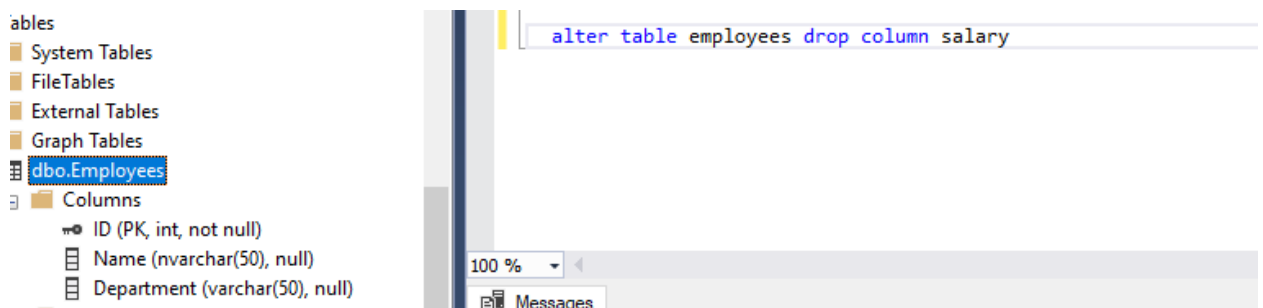 ables
System Tables
FileTables
External Tables
Graph Tables
dbo.Employees
Columns
ID (PK, int, not null)
Name (nvarchar(50), null)
Department (varchar(50), null)
alter table employees drop column salary
100 %
Messages